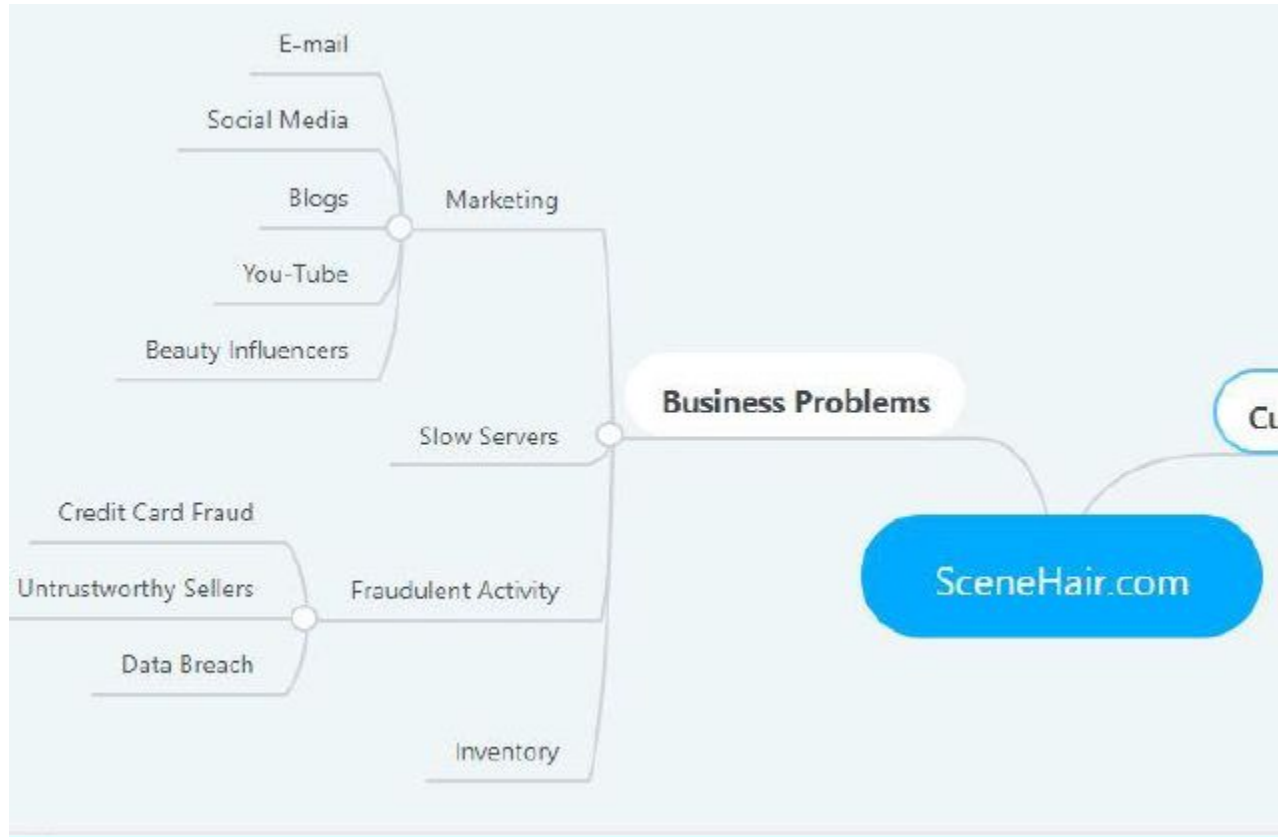 E-mail
Social Media
Blogs
Marketing
You-Tube
Beauty Influencers
Business Problems
Slow Servers
Cu
Credit Card Fraud
Untrustworthy Sellers
Fraudulent Activity
Data Breach
Inventory
SceneHair.com